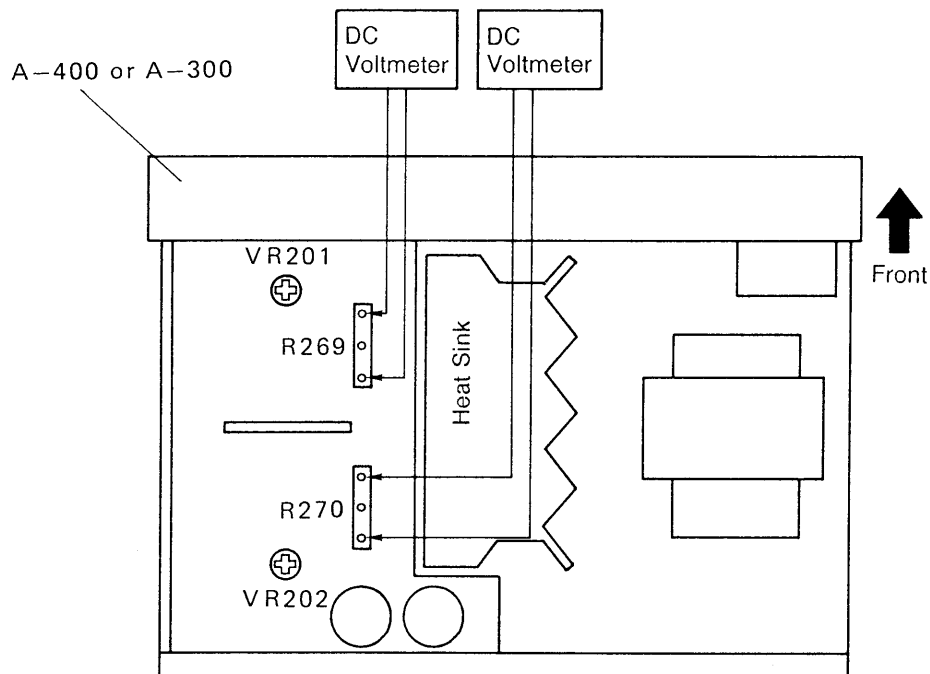 DC
Voltmeter
DC
Voltmeter
A–400 or A–300
VR201
Front
R269
Heat Sink
R270
VR202